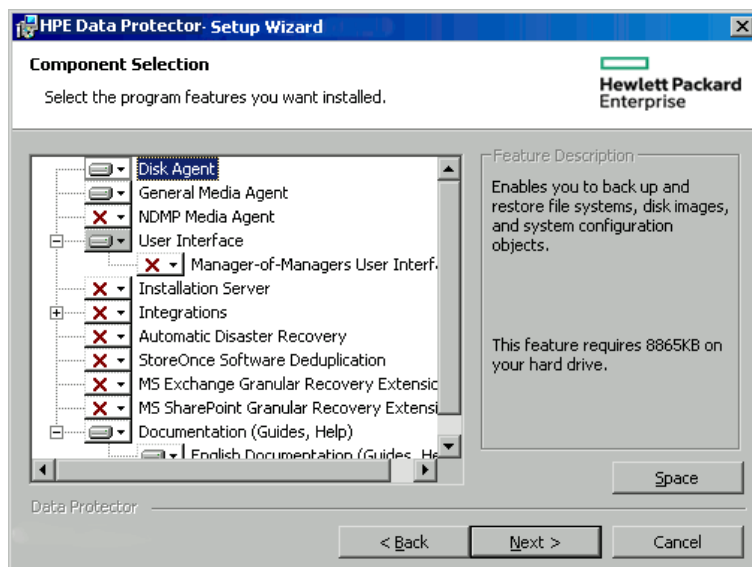 HPE Data Protector- Setup Wizard
Component Selection
Select the program features you want installed.
Hewlett Packard
Enterprise
Disk Agent
General Media Agent
NDMP Media Agent
User Interface
Manager-of-Managers User Interf
Installation Server
Integrations
Automatic Disaster Recovery
StoreOnce Software Deduplication
MS Exchange Granular Recovery Extensic
MS SharePoint Granular Recovery Extensi
Documentation (Guides, Help)
English Documentation (Guides, He
Feature Description
Enables you to back up and
restore file systems, disk images,
and system configuration
objects.
This feature requires 8865KB on
your hard drive.
Space
Data Protector
< Back
Next >
Cancel